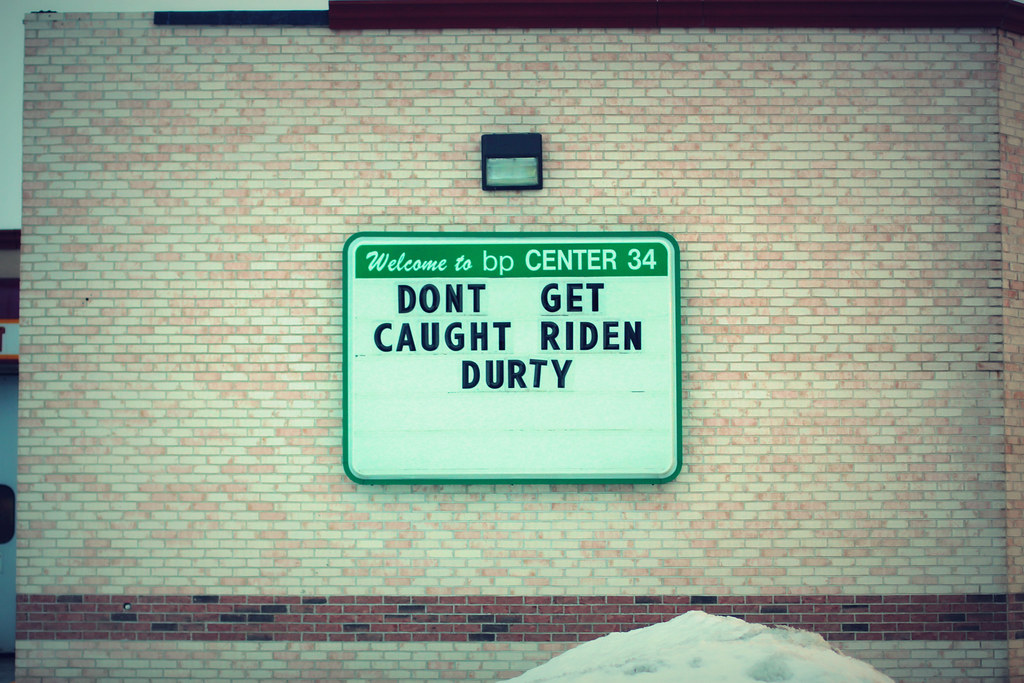 Welcome to bp CENTER 34
DONT GET
CAUGHT RIDEN
DURTY